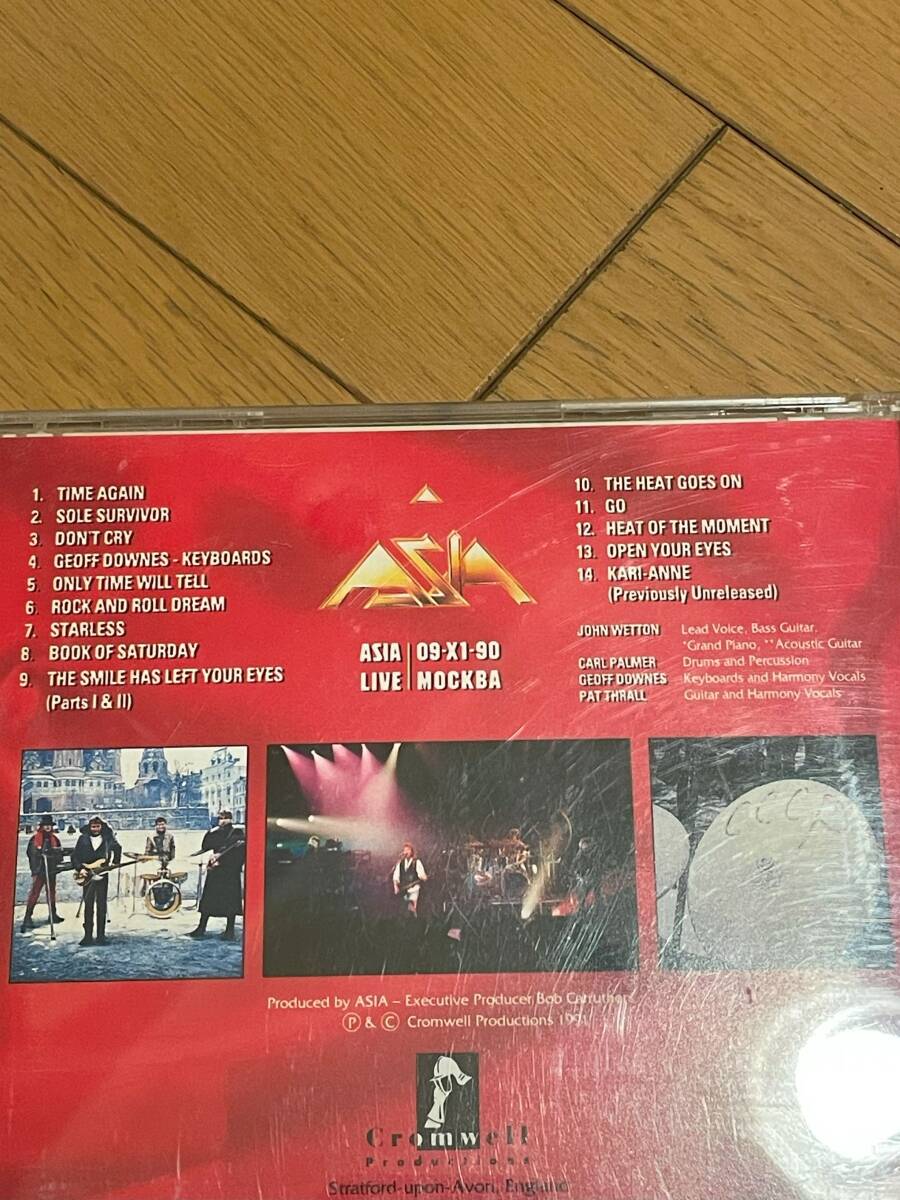 1. TIME AGAIN
2. SOLE SURVIVOR
3. DON'T CRY
4. GEOFF DOWNES - KEYBOARDS
5. ONLY TIME WILL TELL
6. ROCK AND ROLL DREAM
7. STARLESS
8. BOOK OF SATURDAY
9. THE SMILE HAS LEFT YOUR EYES
(Parts I & II)
ASIA
ASIA 09-X1-90
LIVE MOCKBA
10. THE HEAT GOES ON
11. GO
12. HEAT OF THE MOMENT
13. OPEN YOUR EYES
14. KARI-ANNE
(Previously Unreleased)
JOHN WETTON Lead Voice, Bass Guitar,
*Grand Piano, **Acoustic Guitar
CARL PALMER Drums and Percussion
GEOFF DOWNES Keyboards and Harmony Vocals
PAT THRALL Guitar and Harmony Vocals
CCCP
Produced by ASIA – Executive Producer Bob Carruthers
Ⓟ & © Cromwell Productions 1991
Cromwell
Productions
Stratford-upon-Avon, England